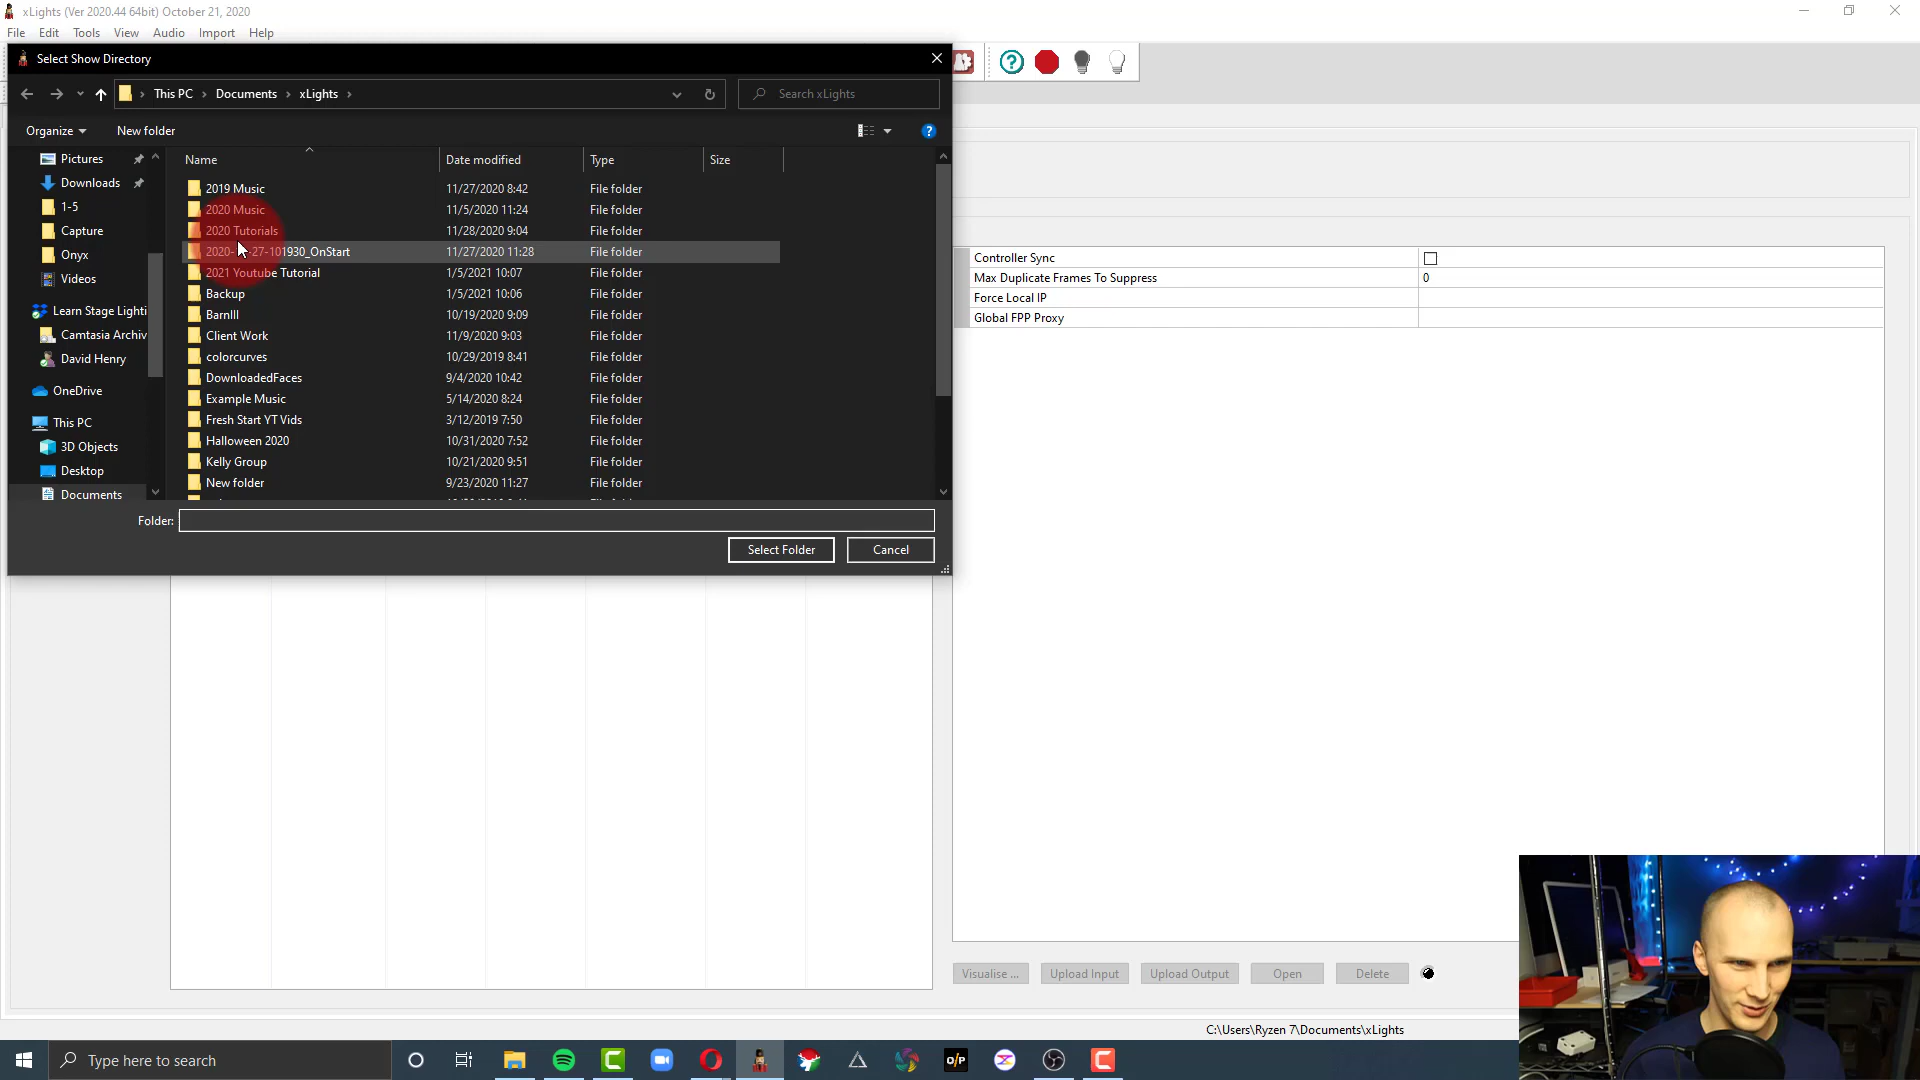 xLights (Ver 2020.44 64bit) October 21, 2020
File Edit Tools View Audio Import Help
Select Show Directory
This PC > Documents > xLights >
Search xLights
Organize New folder
Name Date modified Type Size
Pictures
Downloads
1-5
Capture
Onyx
Videos
Learn Stage Lighti
Camtasia Archiv
David Henry
OneDrive
This PC
3D Objects
Desktop
Documents
2019 Music 11/27/2020 8:42 File folder
2020 Music 11/5/2020 11:24 File folder
2020 Tutorials 11/28/2020 9:04 File folder
27-101930_OnStart 11/27/2020 11:28 File folder
2021 Youtube Tutorial 1/5/2021 10:07 File folder
Backup 1/5/2021 10:06 File folder
BarnIII 10/19/2020 9:09 File folder
Client Work 11/9/2020 9:03 File folder
colorcurves 10/29/2019 8:41 File folder
DownloadedFaces 9/4/2020 10:42 File folder
Example Music 5/14/2020 8:24 File folder
Fresh Start YT Vids 3/12/2019 7:50 File folder
Halloween 2020 10/31/2020 7:52 File folder
Kelly Group 10/21/2020 9:51 File folder
New folder 9/23/2020 11:27 File folder
Folder:
Select Folder Cancel
Controller Sync
Max Duplicate Frames To Suppress 0
Force Local IP
Global FPP Proxy
Visualise ... Upload Input Upload Output Open Delete
C:\Users\Ryzen 7\Documents\xLights
Type here to search
O/P